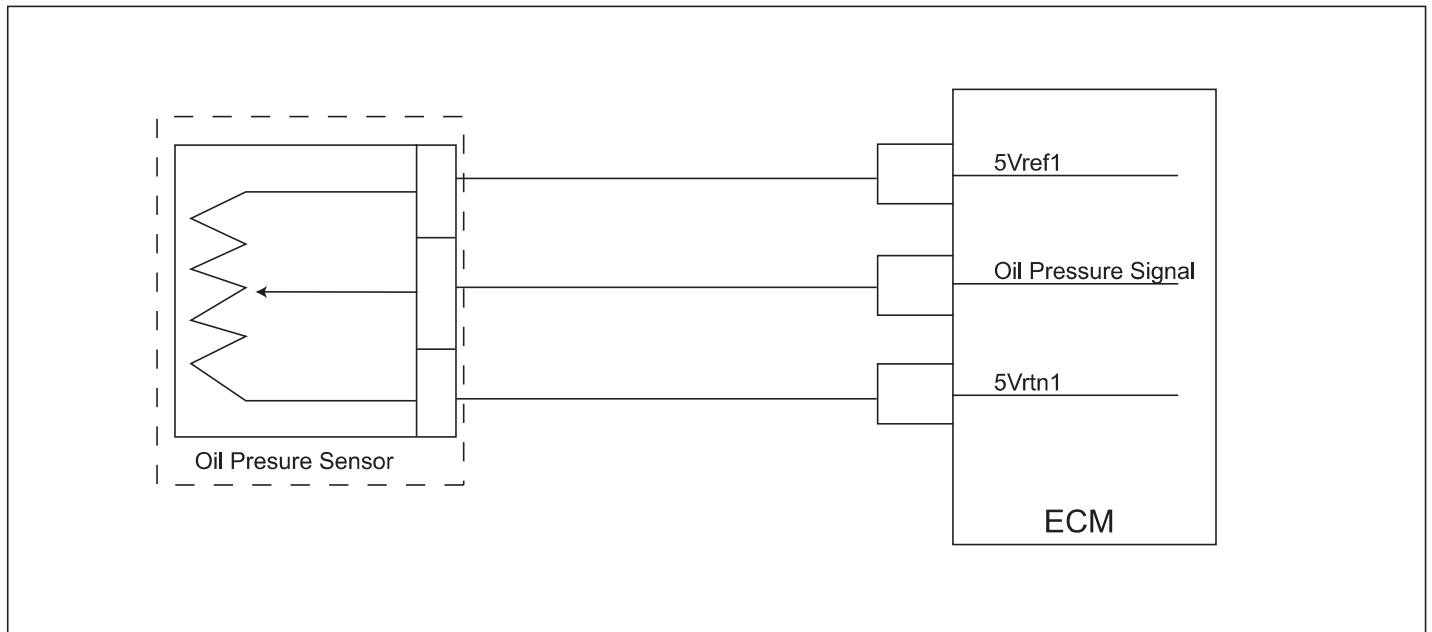 5Vref1
Oil Pressure Signal
5Vrtn1
Oil Presure Sensor
ECM